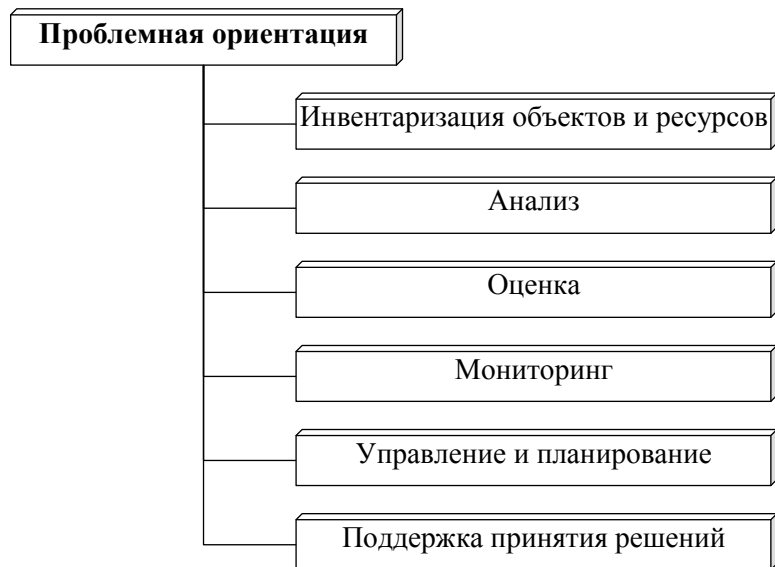 Проблемная ориентация
Инвентаризация объектов и ресурсов
Анализ
Оценка
Мониторинг
Управление и планирование
Поддержка принятия решений